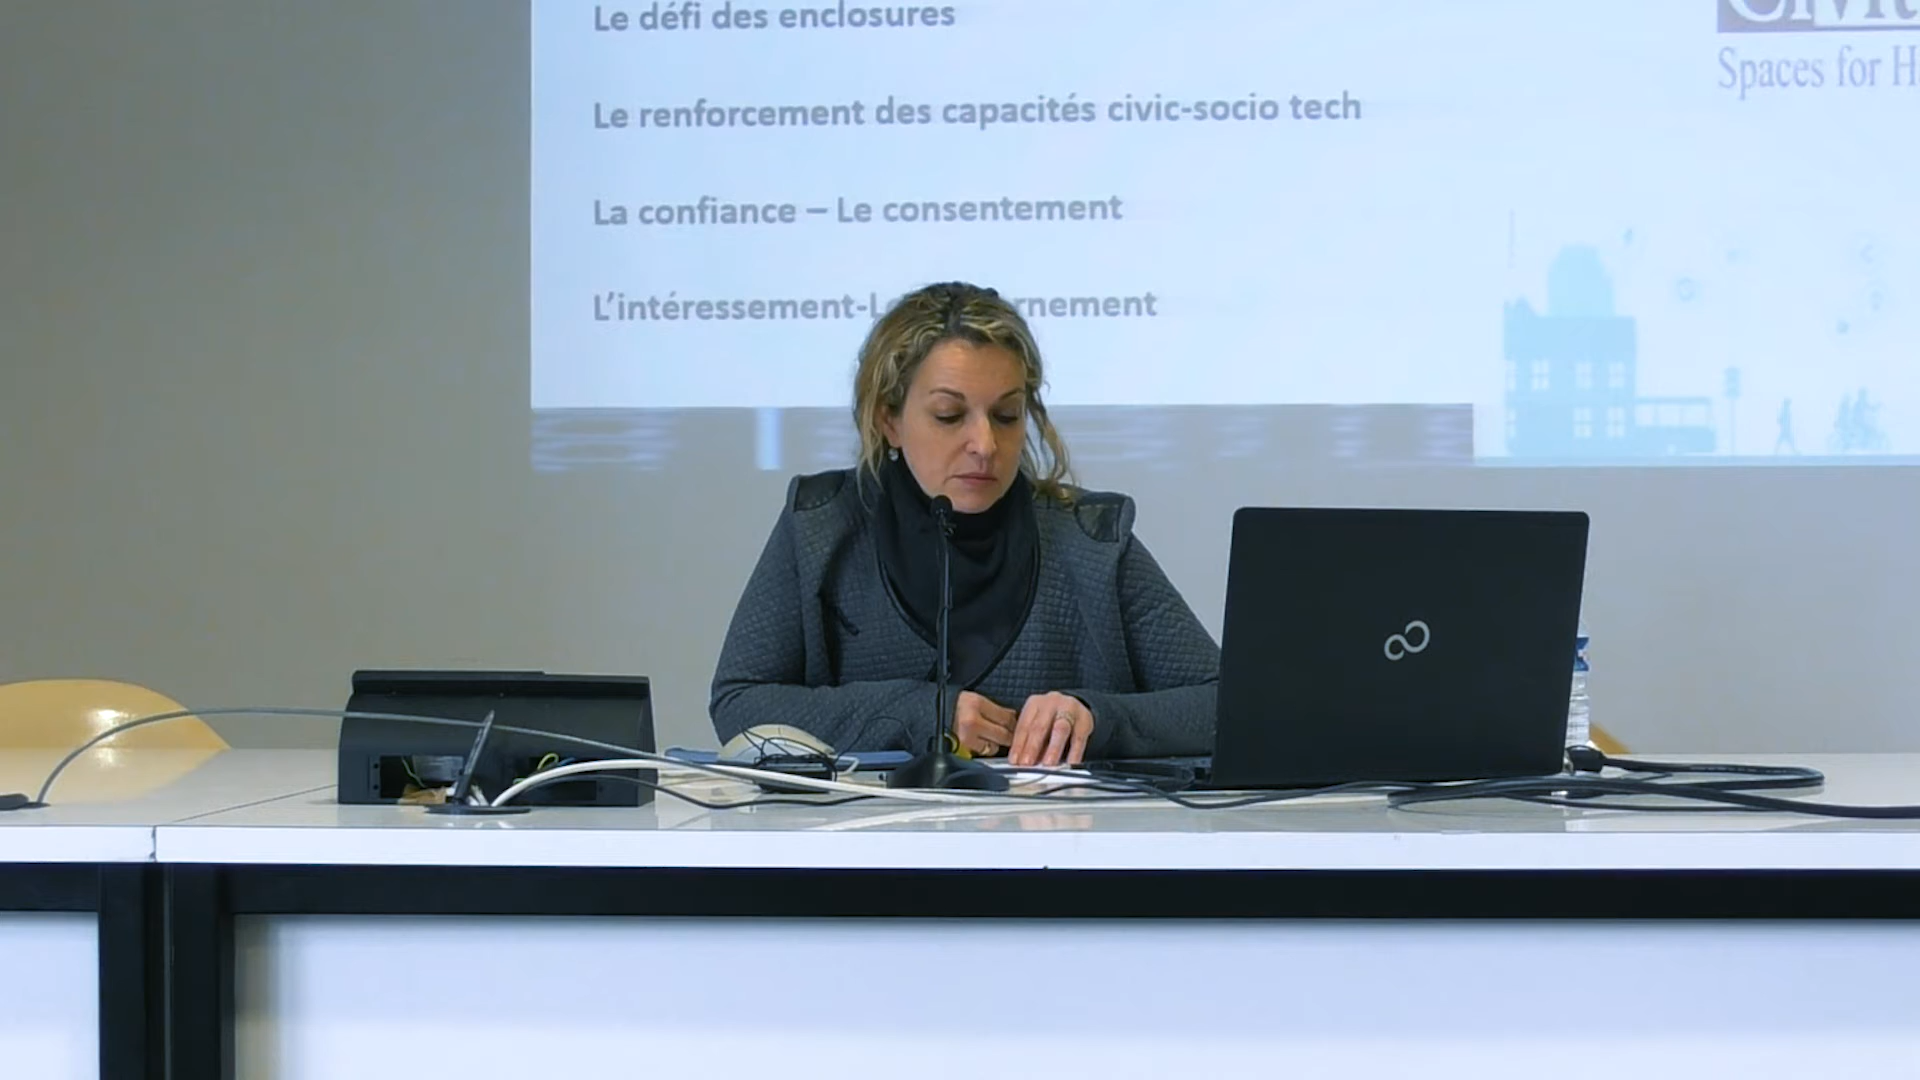 Le défi des enclosures
Spaces for H
Le renforcement des capacités civic-socio tech
La confiance – Le consentement
L’intéressement-L rnement